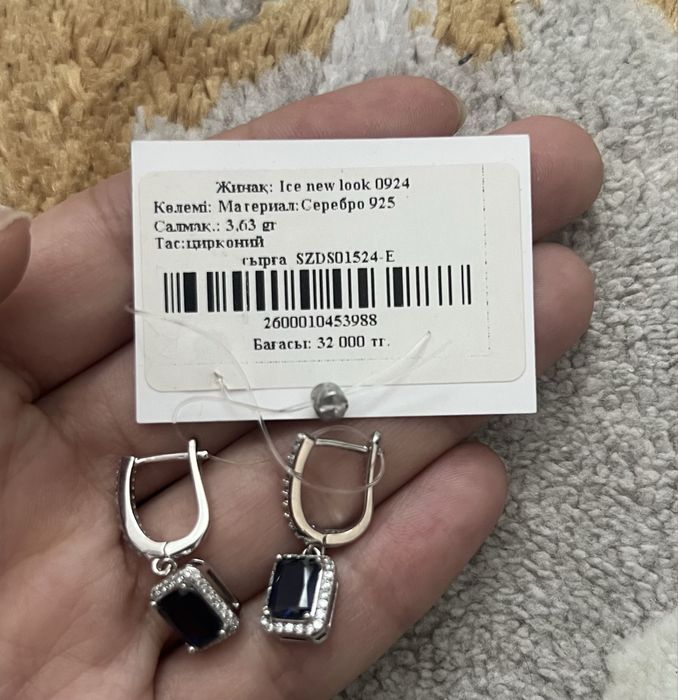 Жинақ: Ice new look 0924
Көлемі: Материал:Серебро 925
Салмақ.: 3,63 gr
Тас:цирконий
сырга SZDS01524-E
2600010453988
Бағасы: 32 000 тг.